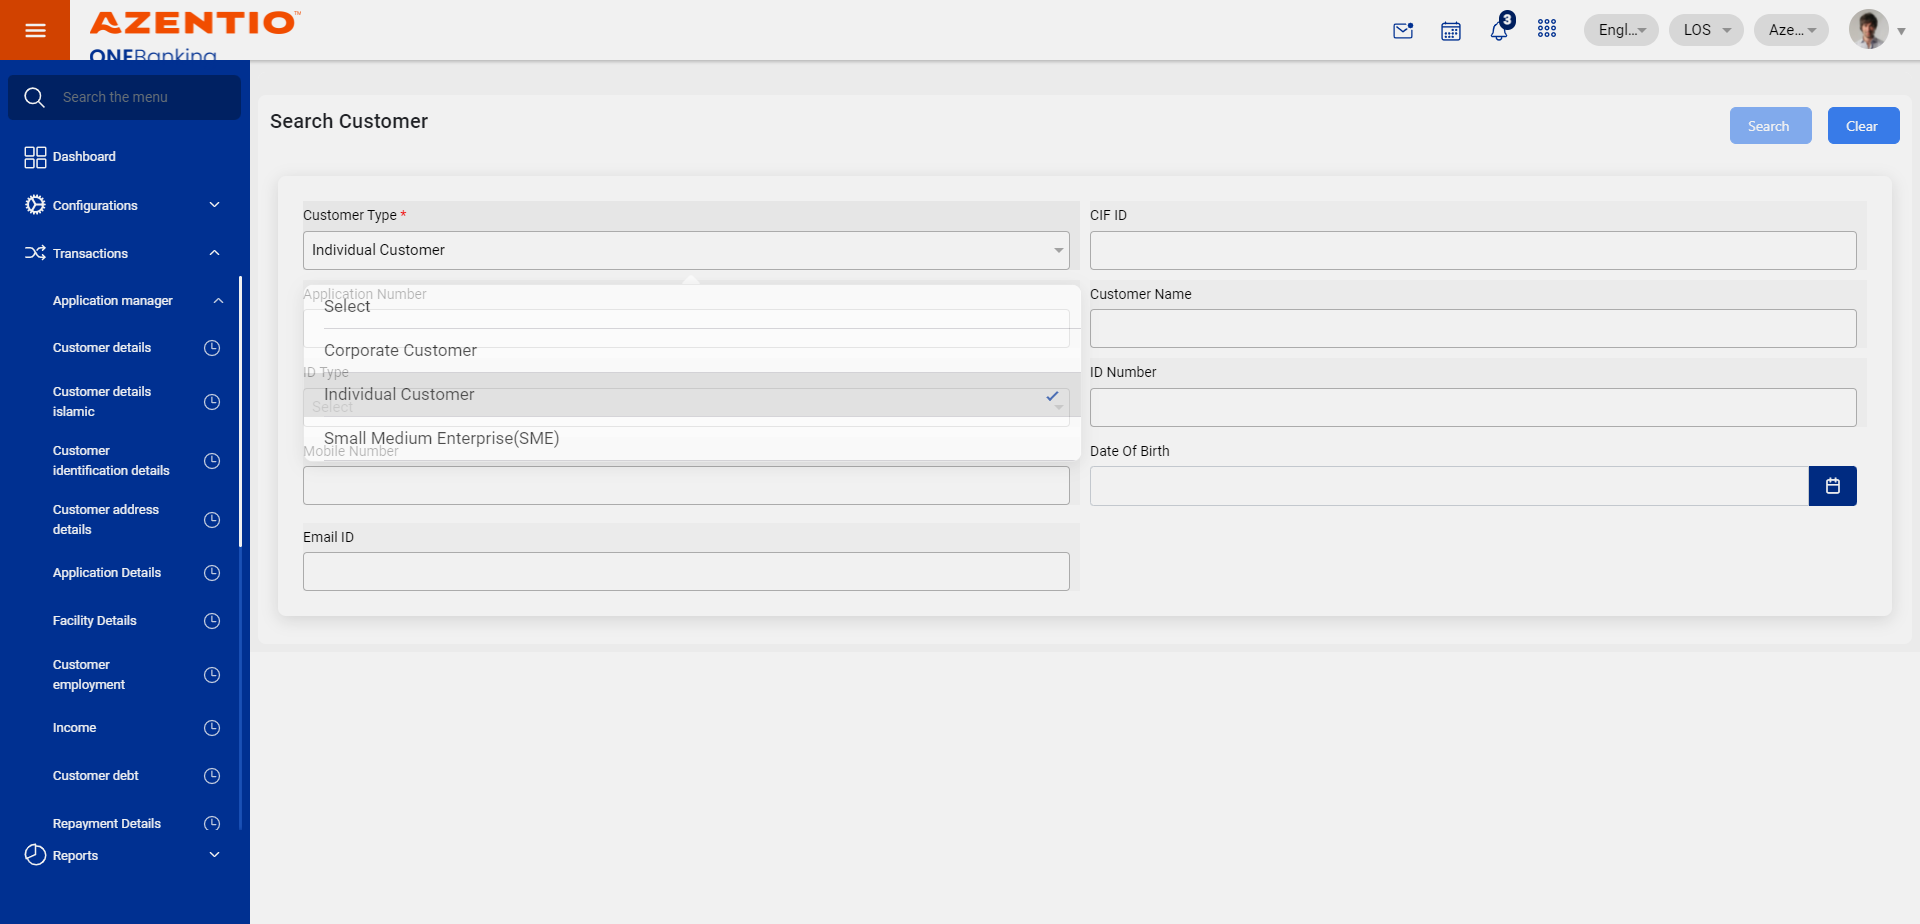 AZENTIO™
ONEBanking
3
Engl...
LOS
Aze...
Search the menu
Dashboard
Configurations
Transactions
Application manager
Customer details
Customer details
islamic
Customer
identification details
Customer address
details
Application Details
Facility Details
Customer
employment
Income
Customer debt
Repayment Details
Reports
Search Customer
Search
Clear
Customer Type *
Individual Customer
CIF ID
Application Number
Select
Corporate Customer
Customer Name
ID Type
Individual Customer
Select
ID Number
Small Medium Enterprise(SME)
Mobile Number
Date Of Birth
Email ID